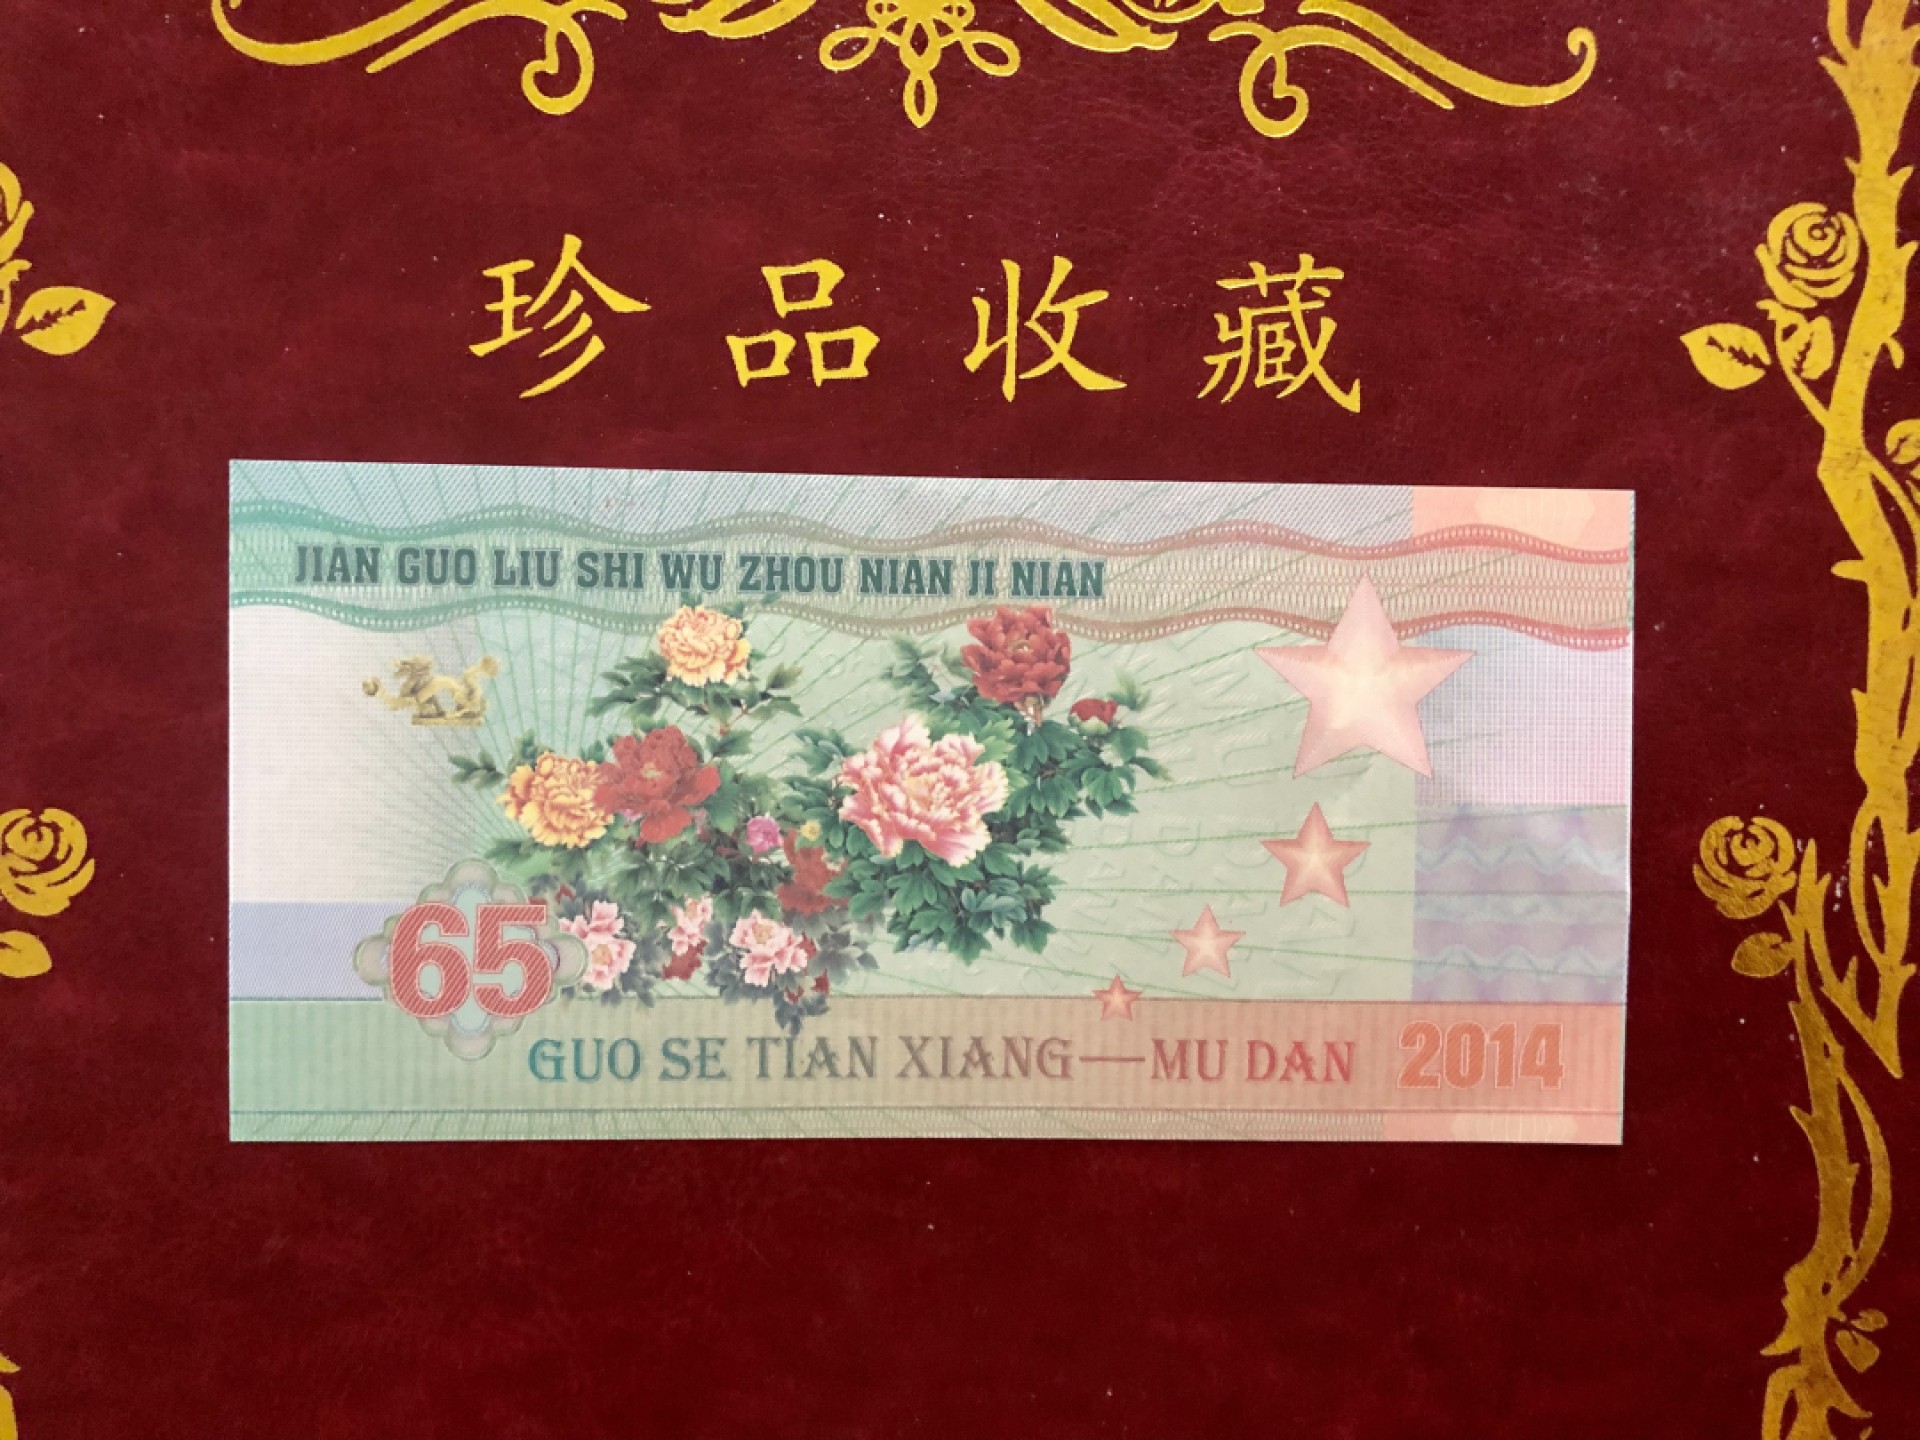 珍品收藏
JIAN GUO LIU SHI WU ZHOU NIAN JI NIAN
65
GUO SE TIAN XIANG—MU DAN 2014